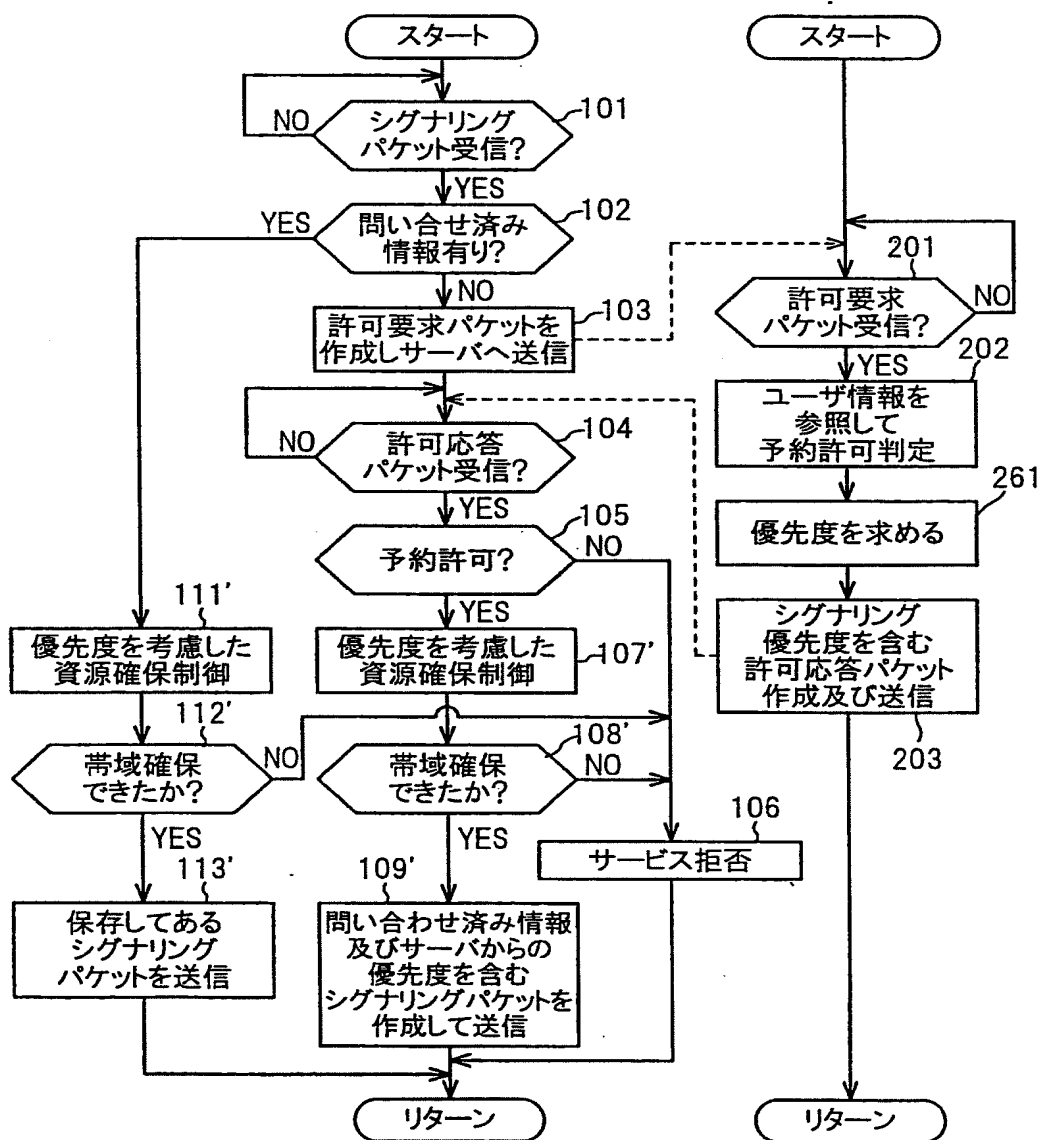 スタート
シグナリング
パケット受信?
101
NO
YES
問い合せ済み
情報有り?
102
YES
NO
許可要求パケットを
作成しサーバへ送信
103
許可応答
パケット受信?
104
NO
YES
予約許可?
105
NO
YES
優先度を考慮した
資源確保制御
111'
優先度を考慮した
資源確保制御
107'
帯域確保
できたか?
112'
NO
YES
帯域確保
できたか?
108'
NO
YES
サービス拒否
106
保存してある
シグナリング
パケットを送信
113'
問い合わせ済み情報
及びサーバからの
優先度を含む
シグナリングパケットを
作成して送信
109'
リターン
スタート
許可要求
パケット受信?
201
NO
YES
ユーザ情報を
参照して
予約許可判定
202
優先度を求める
261
シグナリング
優先度を含む
許可応答パケット
作成及び送信
203
リターン